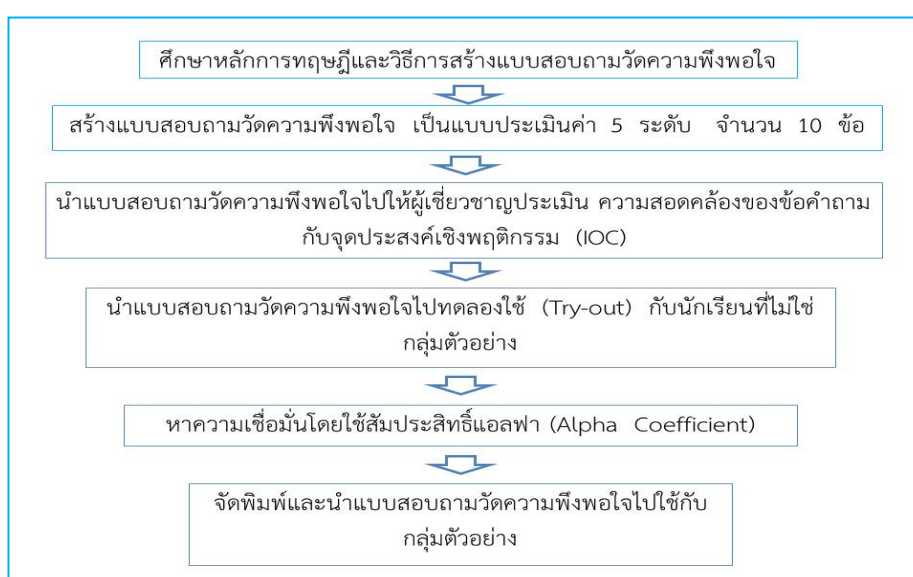 ศึกษาหลักการทฤษฎีและวิธีการสร้างแบบสอบถามวัดความพึงพอใจ
สร้างแบบสอบถามวัดความพึงพอใจ เป็นแบบประเมินค่า 5 ระดับ จำนวน 10 ข้อ
นำแบบสอบถามวัดความพึงพอใจไปให้ผู้เชี่ยวชาญประเมิน ความสอดคล้องของข้อคำถาม
กับจุดประสงค์เชิงพฤติกรรม (IOC)
นำแบบสอบถามวัดความพึงพอใจไปทดลองใช้ (Try-out) กับนักเรียนที่ไม่ใช่
กลุ่มตัวอย่าง
หาความเชื่อมั่นโดยใช้สัมประสิทธิ์แอลฟา (Alpha Coefficient)
จัดพิมพ์และนำแบบสอบถามวัดความพึงพอใจไปใช้กับ
กลุ่มตัวอย่าง